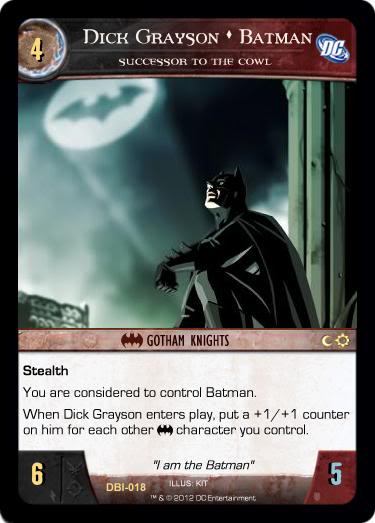 4
DICK GRAYSON ♦ BATMAN
DC
SUCCESSOR TO THE COWL
GOTHAM KNIGHTS
Stealth
You are considered to control Batman.
When Dick Grayson enters play, put a +1/+1 counter
on him for each other character you control.
"I am the Batman"
6
5
DBI-018
ILLUS: KIT
™ & © 2012 DC Entertainment